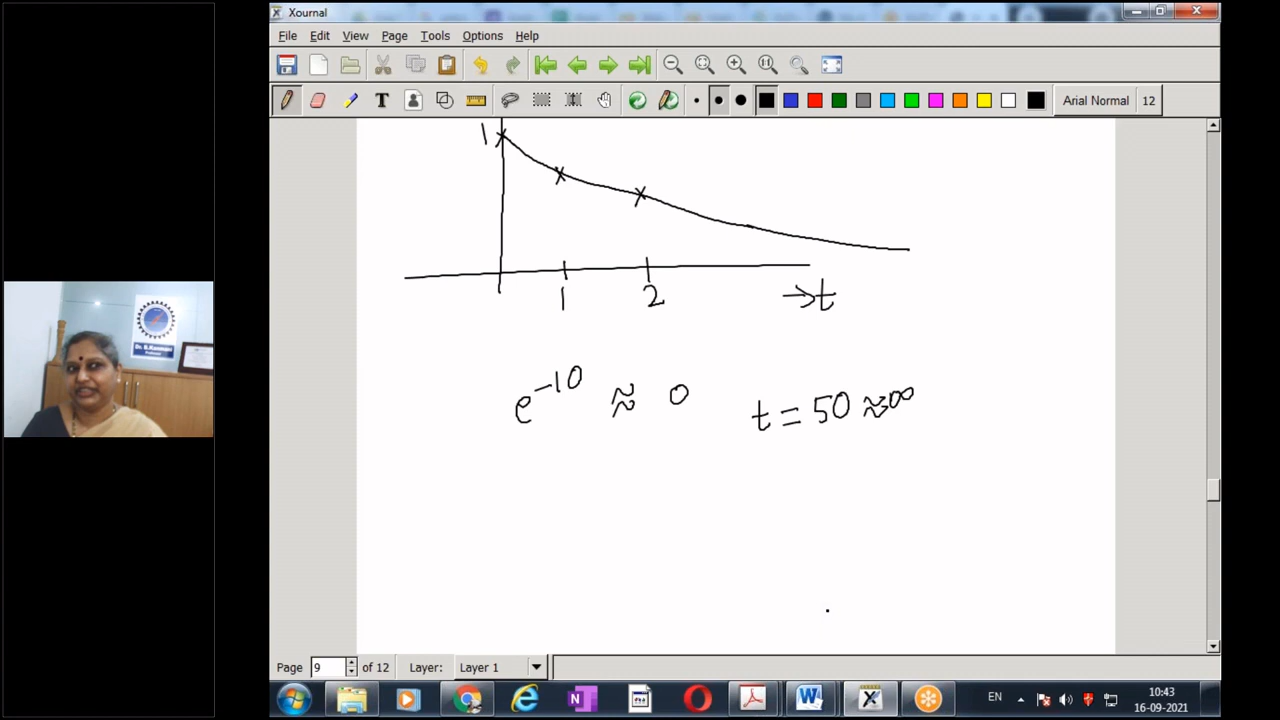 Xournal
File Edit View Page Tools Options Help
Arial Normal 12
1
1 2 → t
e^{-10} ≈ 0 t = 50 ≈ ∞
Page 9 of 12 Layer: Layer 1
EN 10:43
16-09-2021